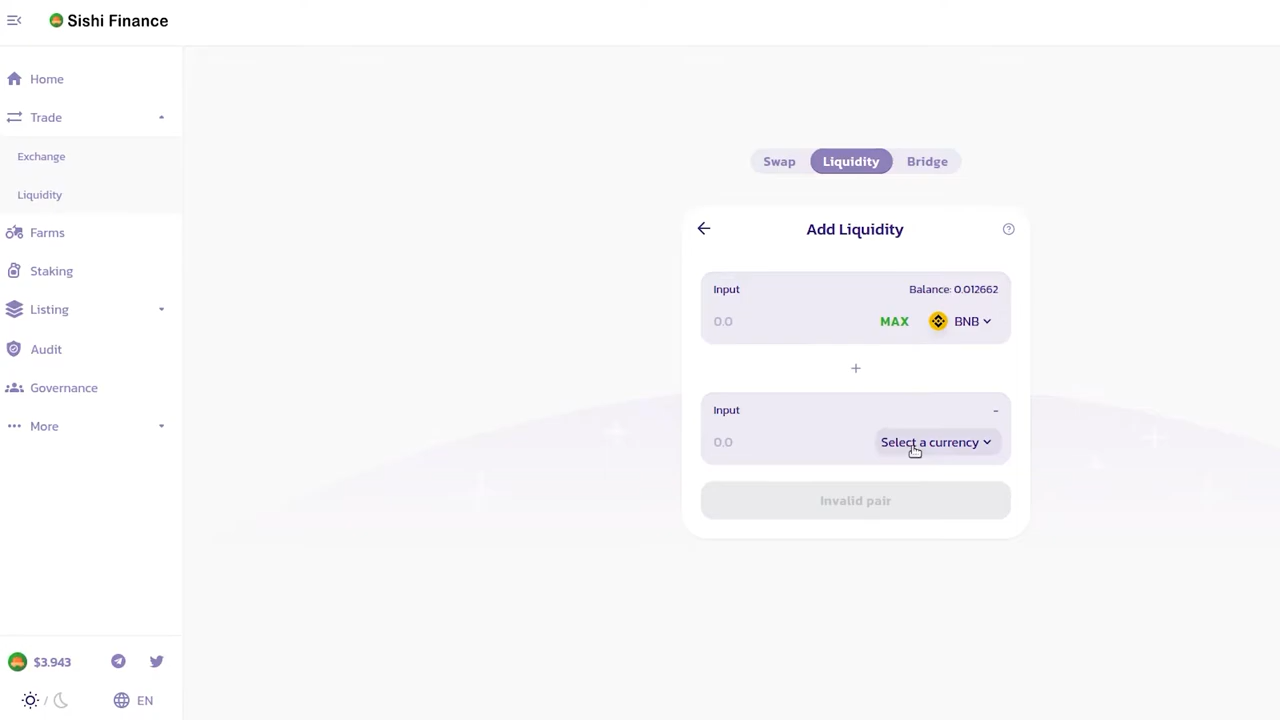 Sishi Finance
Home
Trade
Exchange
Liquidity
Farms
Staking
Listing
Audit
Governance
More
$3.943
/
EN
Swap Liquidity Bridge
Add Liquidity
Input Balance: 0.012662
0.0 MAX BNB
+
Input -
0.0 Select a currency
Invalid pair